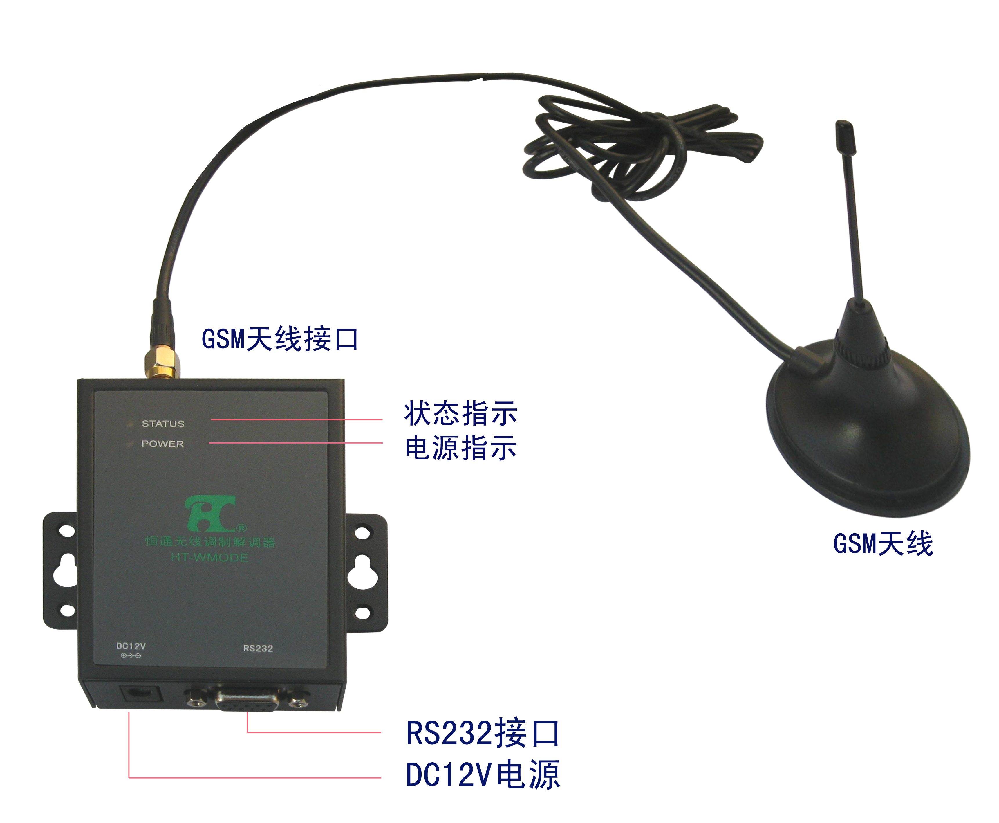 GSM天线接口
STATUS
状态指示
POWER
电源指示
®
恒通无线调制解调器
HT-WMODE
GSM天线
DC12V
RS232
RS232接口
DC12V电源